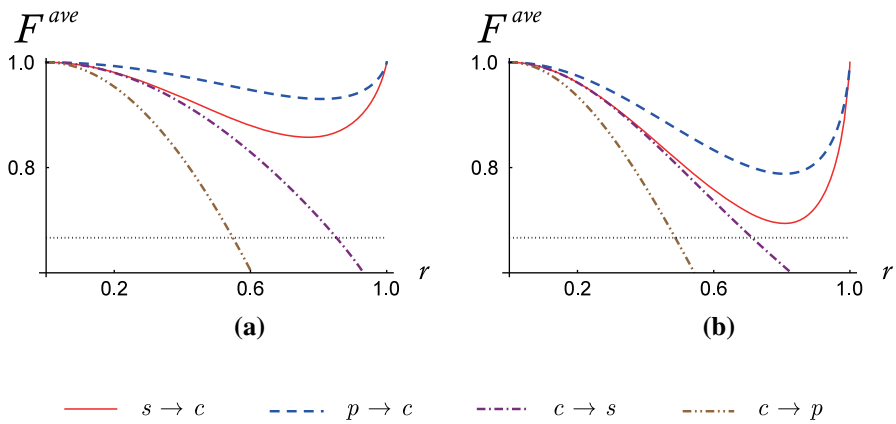 F^ave F^ave
1.0 1.0
0.8 0.8
0.2 0.6 1.0 r 0.2 0.6 1.0 r
(a) (b)
s → c p → c c → s c → p